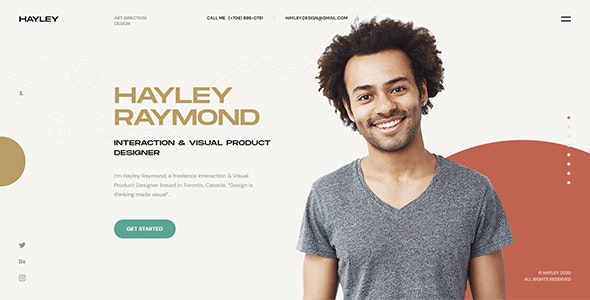 HAYLEY
ART DIRECTION
DESIGN
CALL ME. (+706) 898-0751 / HAYLEY.DESIGN@GMAIL.COM
1.
HAYLEY
RAYMOND
INTERACTION & VISUAL PRODUCT
DESIGNER
I'm Hayley Raymond, a freelance Interaction & Visual
Product Designer based in Toronto, Canada. "Design is
thinking made visual".
GET STARTED
Bē
© HAYLEY 2020
ALL RIGHTS RESERVED